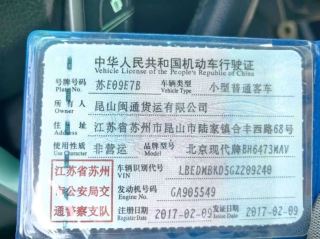 中华人民共和国机动车行驶证
Vehicle License of the People's Republic of China
号牌号码 苏E09E7B 车辆类型 小型普通客车
Plate No. Vehicle Type
所有人 昆山闽通货运有限公司
Owner
住址 江苏省苏州市昆山市陆家镇合丰西路68号
Address
使用性质 非营运 品牌型号 北京现代牌BH6473MAV
Use Character Model
江苏省苏州 车辆识别代号 LBEDMBKD5GZ209240
VIN
市公安局交 发动机号码 GA905549
Engine No.
通警察支队 注册日期 2017-02-09 发证日期 2017-02-09
Register Date Issue Date